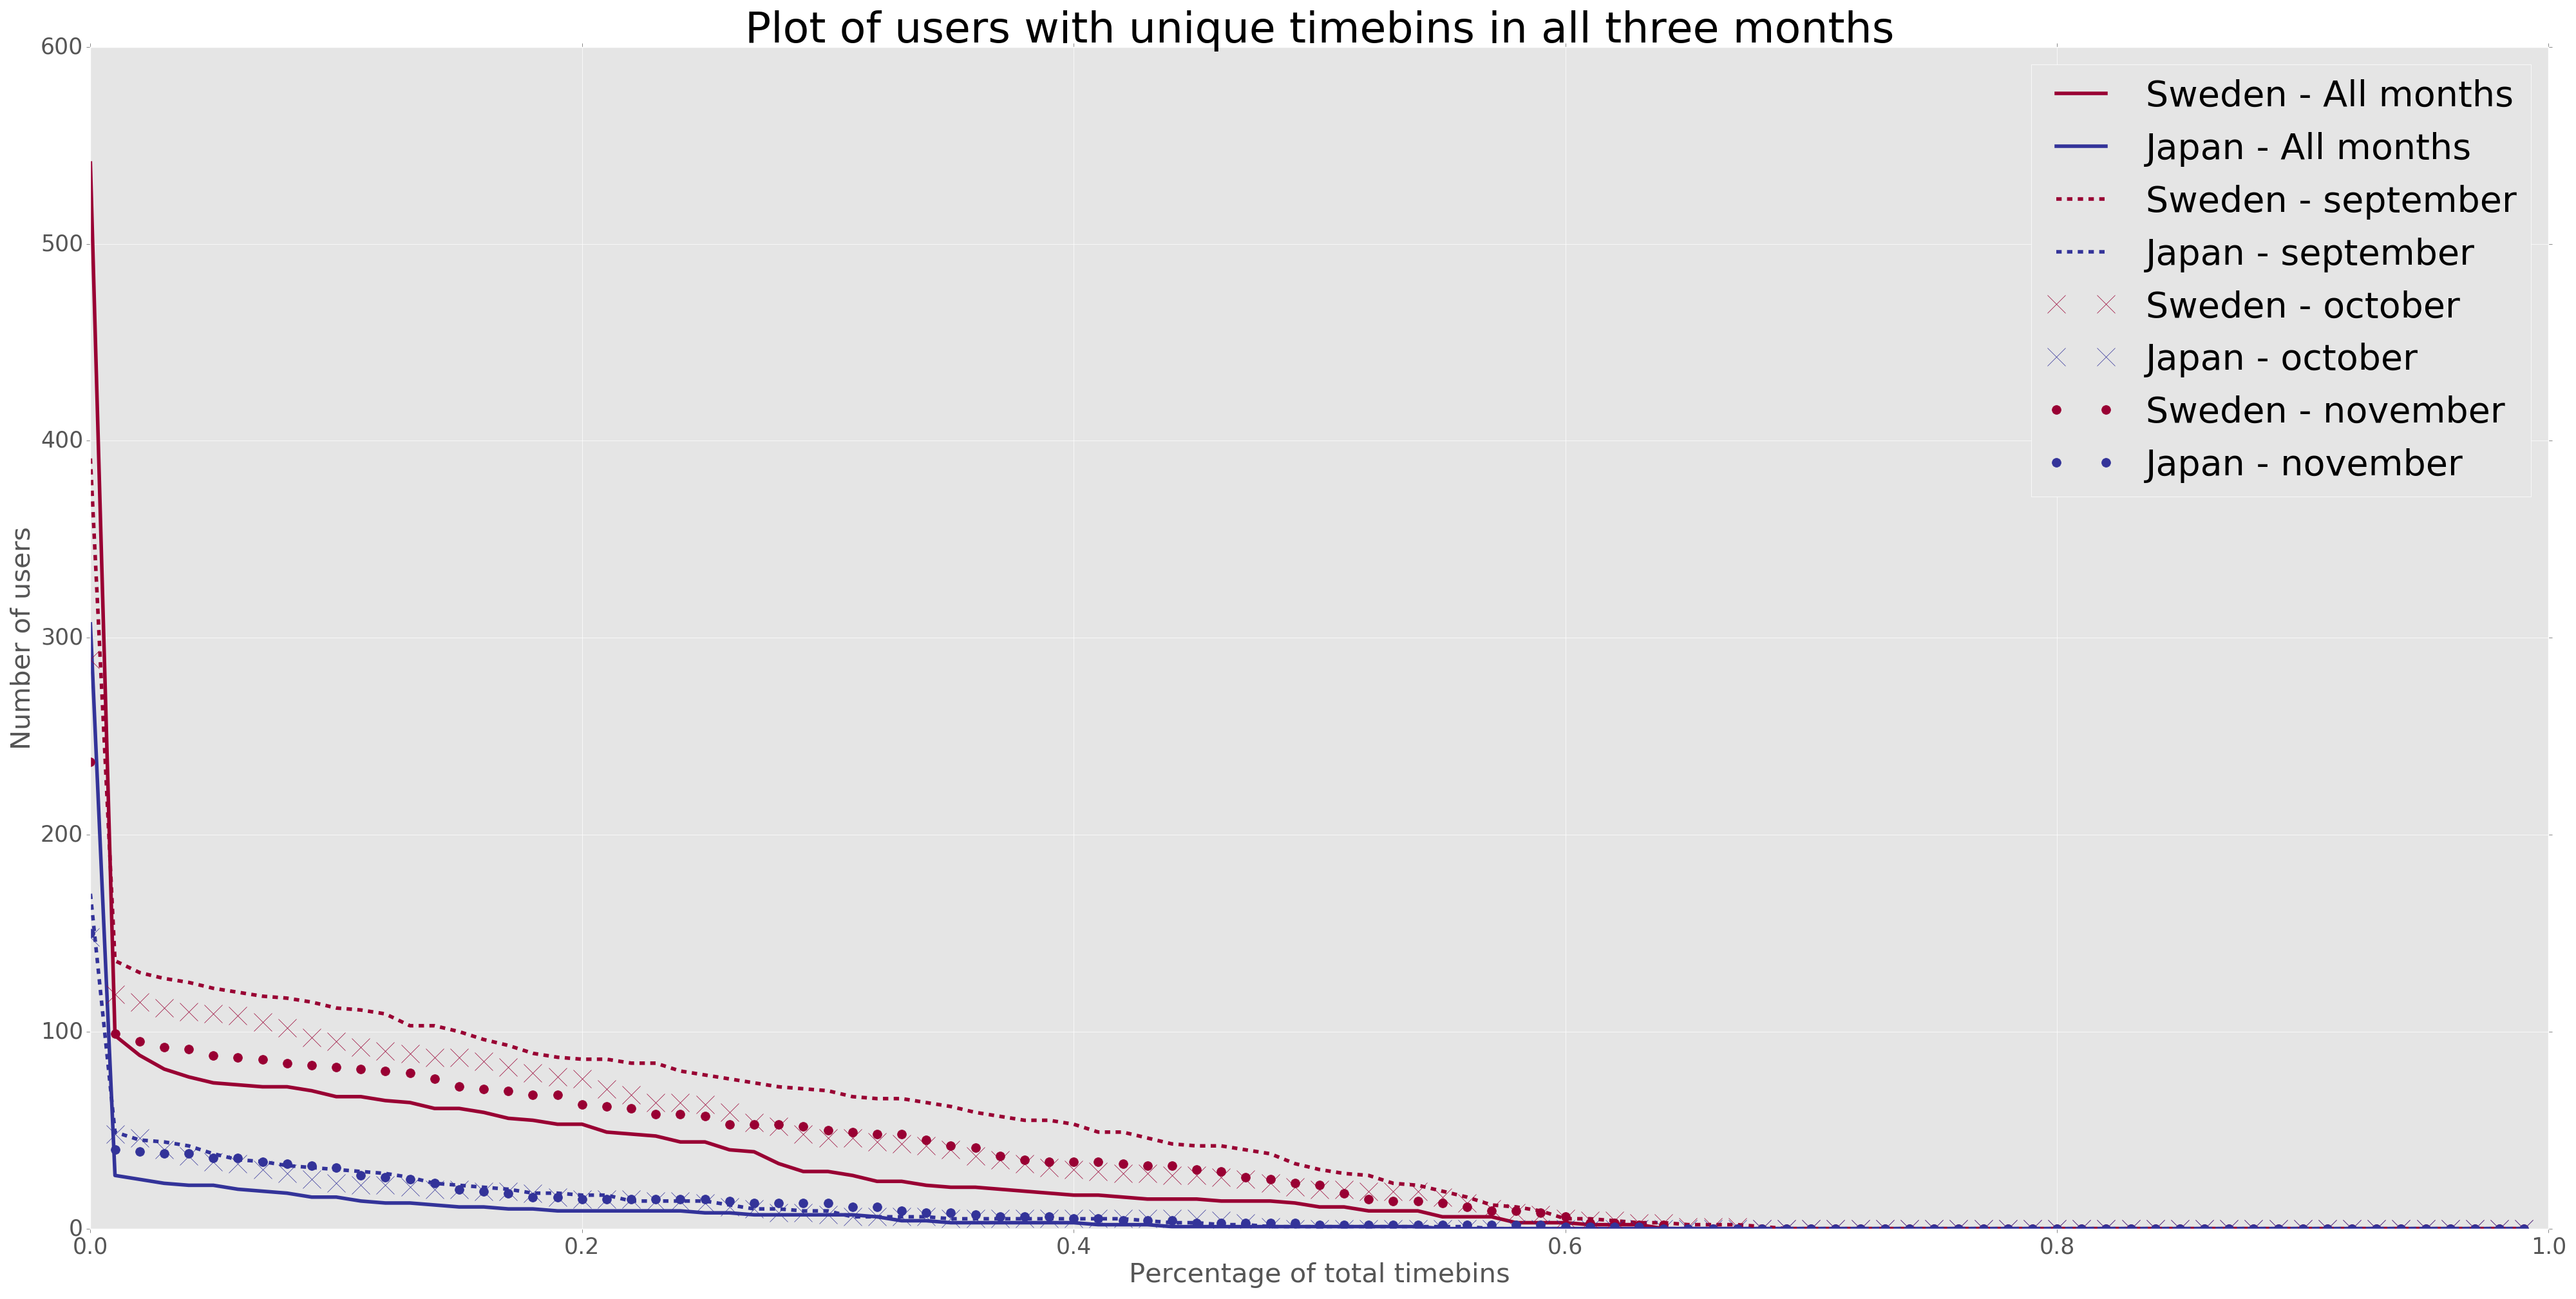 Plot of users with unique timebins in all three months
600
500
400
300
200
100
0
Number of users
0.0
0.2
0.4
0.6
0.8
1.0
Percentage of total timebins
Sweden - All months
Japan - All months
Sweden - september
Japan - september
Sweden - october
Japan - october
Sweden - november
Japan - november